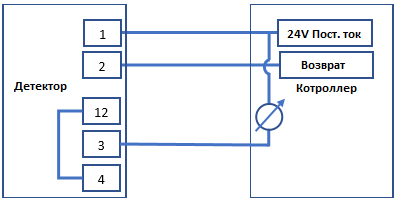 1
24V Пост. ток
2
Возврат
Детектор
Котроллер
12
3
4